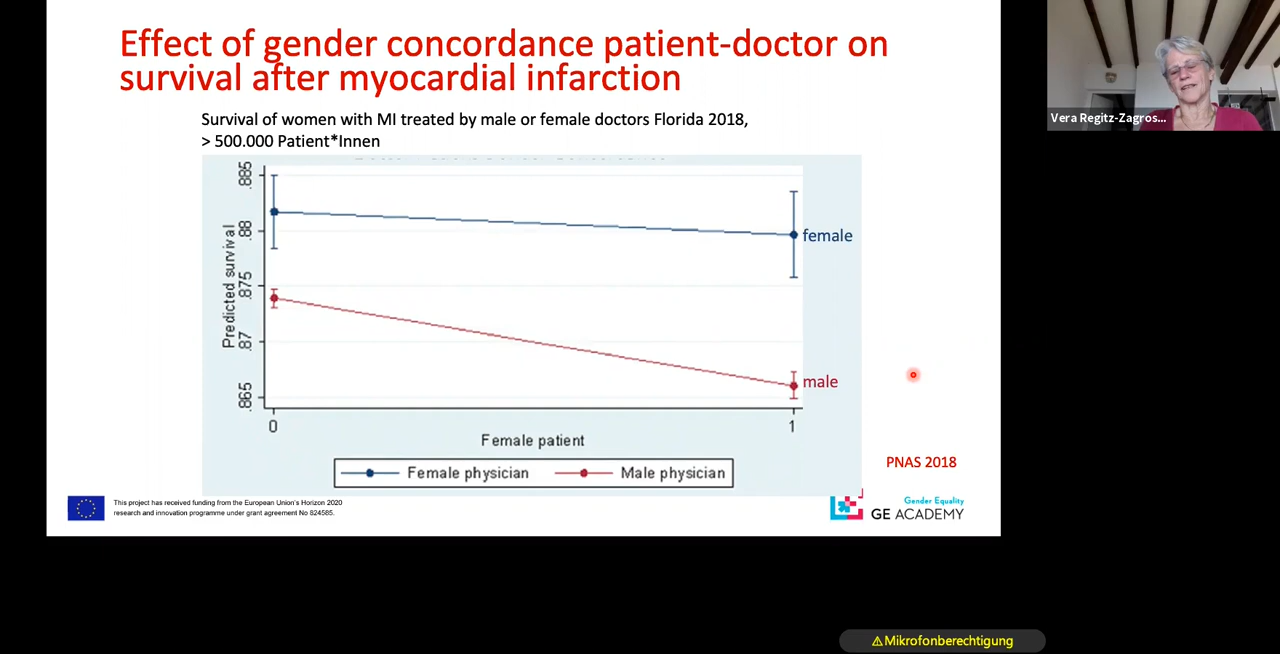 Effect of gender concordance patient-doctor on
survival after myocardial infarction
Survival of women with MI treated by male or female doctors Florida 2018,
> 500.000 Patient*Innen
Predicted survival
.885
.88
.875
.87
.865
female
male
0
1
Female patient
Female physician
Male physician
PNAS 2018
This project has received funding from the European Union's Horizon 2020
research and innovation programme under grant agreement No 824585.
Gender Equality
GE ACADEMY
Vera Regitz-Zagros...
⚠Mikrofonberechtigung